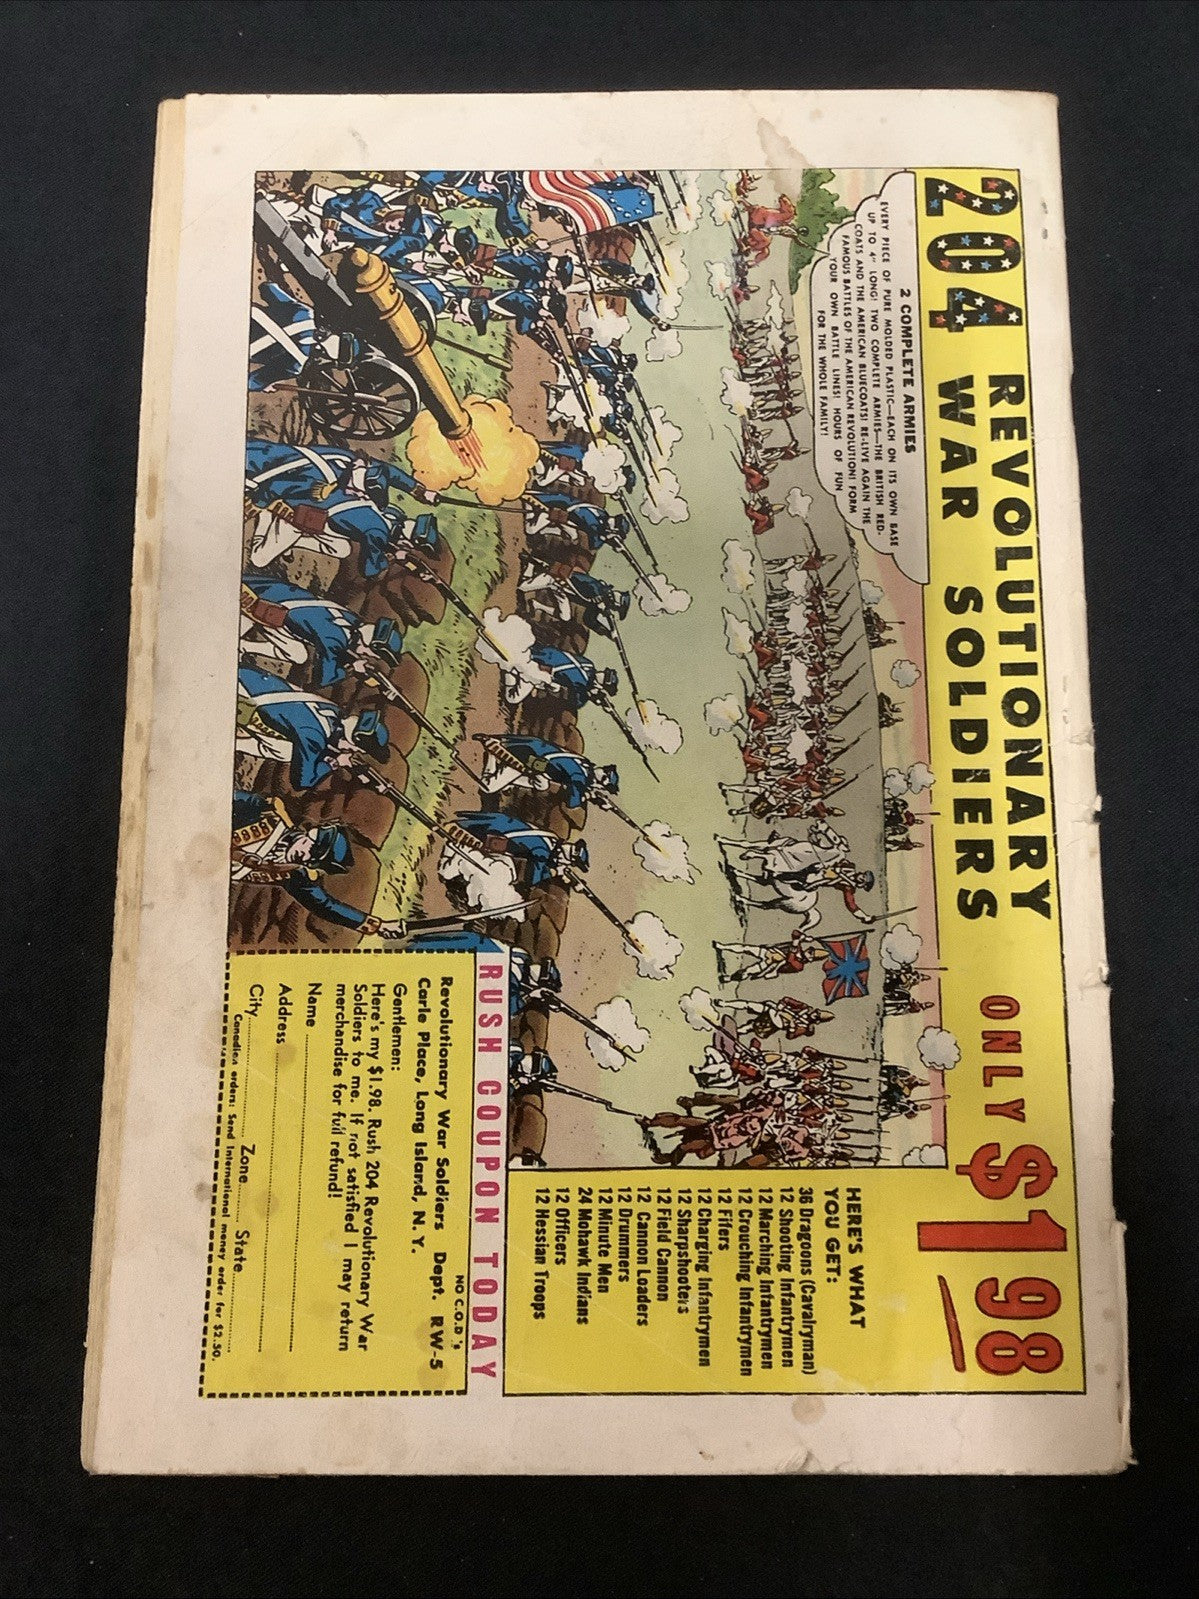 204 REVOLUTIONARY
WAR SOLDIERS
ONLY $1 98
2 COMPLETE ARMIES
EVERY PIECE OF PURE MOLDED PLASTIC—EACH ON ITS OWN BASE
UP TO 4" LONG! TWO COMPLETE ARMIES—THE BRITISH RED-
COATS AND THE AMERICAN BLUECOATS! RE-LIVE AGAIN THE
FAMOUS BATTLES OF THE AMERICAN REVOLUTION! FORM
YOUR OWN BATTLE LINES! HOURS OF FUN
FOR THE WHOLE FAMILY!
HERE'S WHAT
YOU GET:
36 Dragoons (Cavalryman)
12 Shooting Infantrymen
12 Marching Infantrymen
12 Crouching Infantrymen
12 Fifers
12 Charging Infantrymen
12 Sharpshooters
12 Field Cannon
12 Cannon Loaders
12 Drummers
12 Minute Men
24 Mohawk Indians
12 Officers
12 Hessian Troops
RUSH COUPON TODAY
NO C.O.D.'s
Revolutionary War Soldiers Dept. RW-5
Carle Place, Long Island, N. Y.
Gentlemen:
Here's my $1.98. Rush 204 Revolutionary War
Soldiers to me. If not satisfied I may return
merchandise for full refund!
Name
Address
City Zone State
Canadian orders: Send International money order for $2.50.